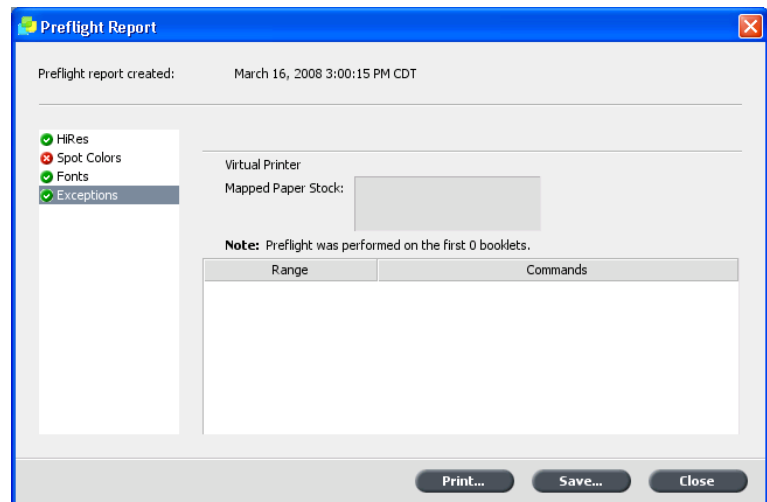 Preflight Report
Preflight report created: March 16, 2008 3:00:15 PM CDT
HiRes
Spot Colors
Fonts
Exceptions
Virtual Printer
Mapped Paper Stock:
Note: Preflight was performed on the first 0 booklets.
Range Commands
Print... Save... Close